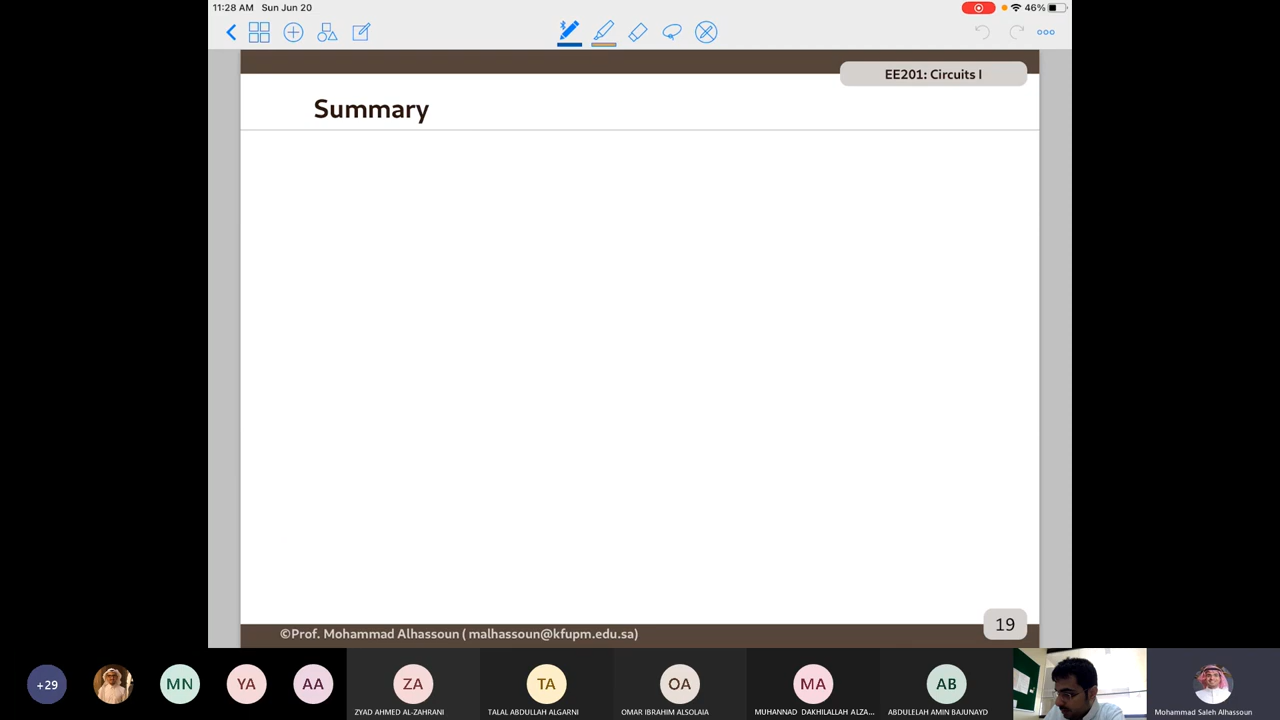 11:28 AM Sun Jun 20
46%
EE201: Circuits I
Summary
©Prof. Mohammad Alhassoun ( malhassoun@kfupm.edu.sa)
19
+29
MN
YA
AA
ZA
TA
OA
MA
AB
ZYAD AHMED AL-ZAHRANI
TALAL ABDULLAH ALGARNI
OMAR IBRAHIM ALSOLAIA
MUHANNAD DAKHILALLAH ALZA...
ABDULELAH AMIN BAJUNAYD
Mohammad Saleh Alhassoun